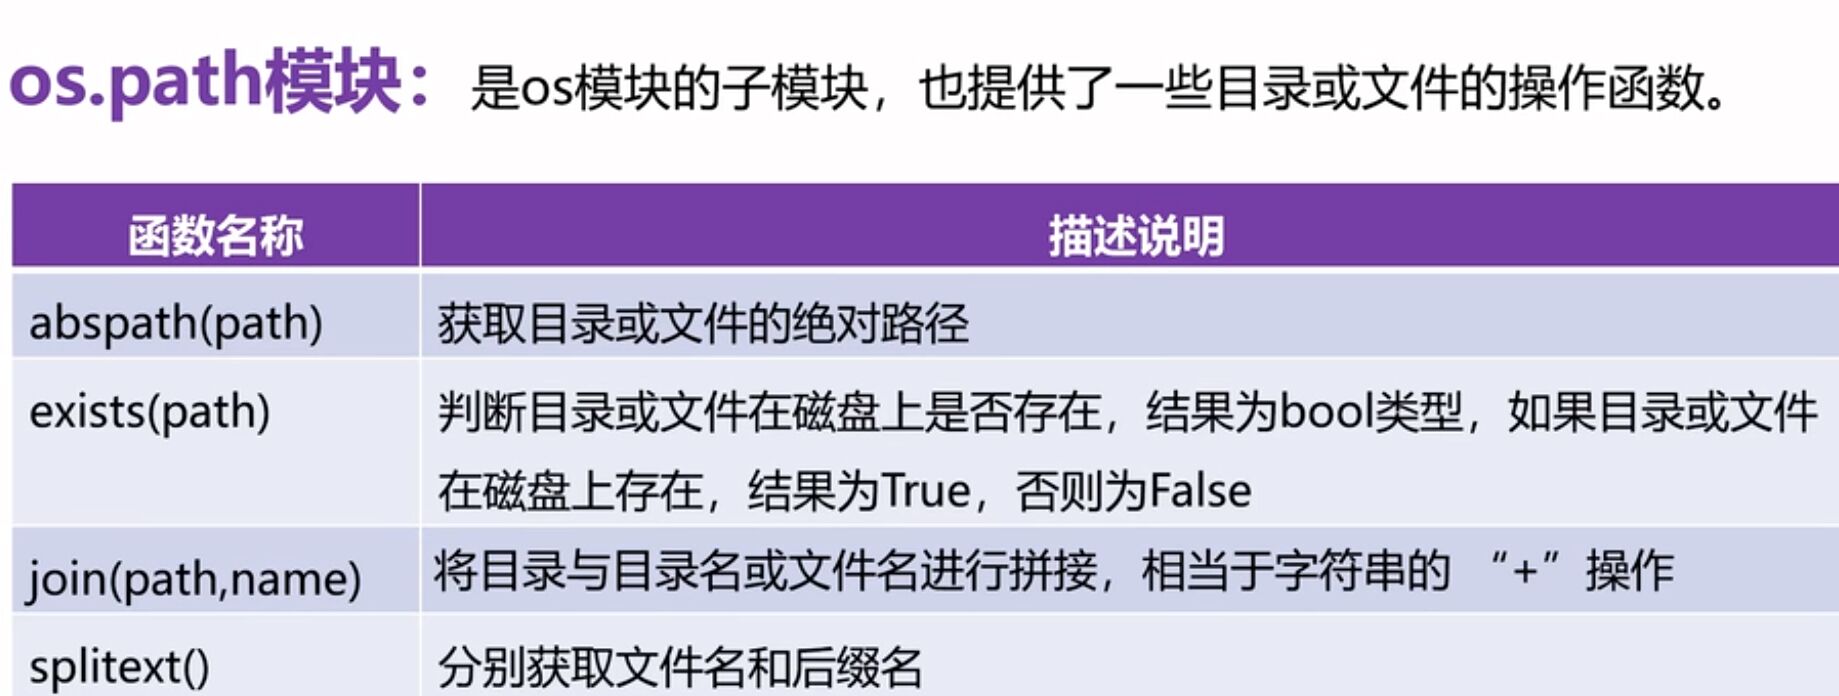 os.path模块：是os模块的子模块，也提供了一些目录或文件的操作函数。
函数名称 描述说明
abspath(path) 获取目录或文件的绝对路径
exists(path) 判断目录或文件在磁盘上是否存在，结果为bool类型，如果目录或文件
在磁盘上存在，结果为True，否则为False
join(path,name) 将目录与目录名或文件名进行拼接，相当于字符串的 “+”操作
splitext() 分别获取文件名和后缀名